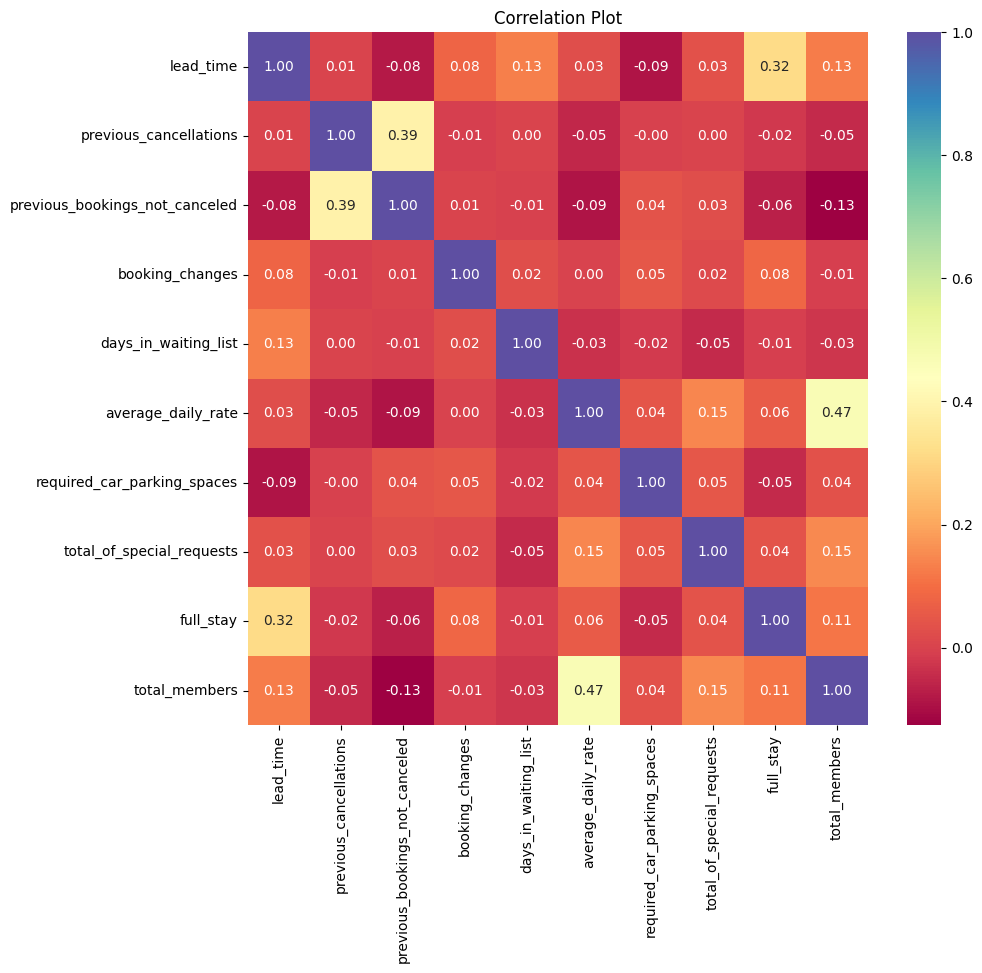 Correlation Plot
lead_time 1.00 0.01 -0.08 0.08 0.13 0.03 -0.09 0.03 0.32 0.13
previous_cancellations 0.01 1.00 0.39 -0.01 0.00 -0.05 -0.00 0.00 -0.02 -0.05
previous_bookings_not_canceled -0.08 0.39 1.00 0.01 -0.01 -0.09 0.04 0.03 -0.06 -0.13
booking_changes 0.08 -0.01 0.01 1.00 0.02 0.00 0.05 0.02 0.08 -0.01
days_in_waiting_list 0.13 0.00 -0.01 0.02 1.00 -0.03 -0.02 -0.05 -0.01 -0.03
average_daily_rate 0.03 -0.05 -0.09 0.00 -0.03 1.00 0.04 0.15 0.06 0.47
required_car_parking_spaces -0.09 -0.00 0.04 0.05 -0.02 0.04 1.00 0.05 -0.05 0.04
total_of_special_requests 0.03 0.00 0.03 0.02 -0.05 0.15 0.05 1.00 0.04 0.15
full_stay 0.32 -0.02 -0.06 0.08 -0.01 0.06 -0.05 0.04 1.00 0.11
total_members 0.13 -0.05 -0.13 -0.01 -0.03 0.47 0.04 0.15 0.11 1.00
lead_time
previous_cancellations
previous_bookings_not_canceled
booking_changes
days_in_waiting_list
average_daily_rate
required_car_parking_spaces
total_of_special_requests
full_stay
total_members
1.0
0.8
0.6
0.4
0.2
0.0